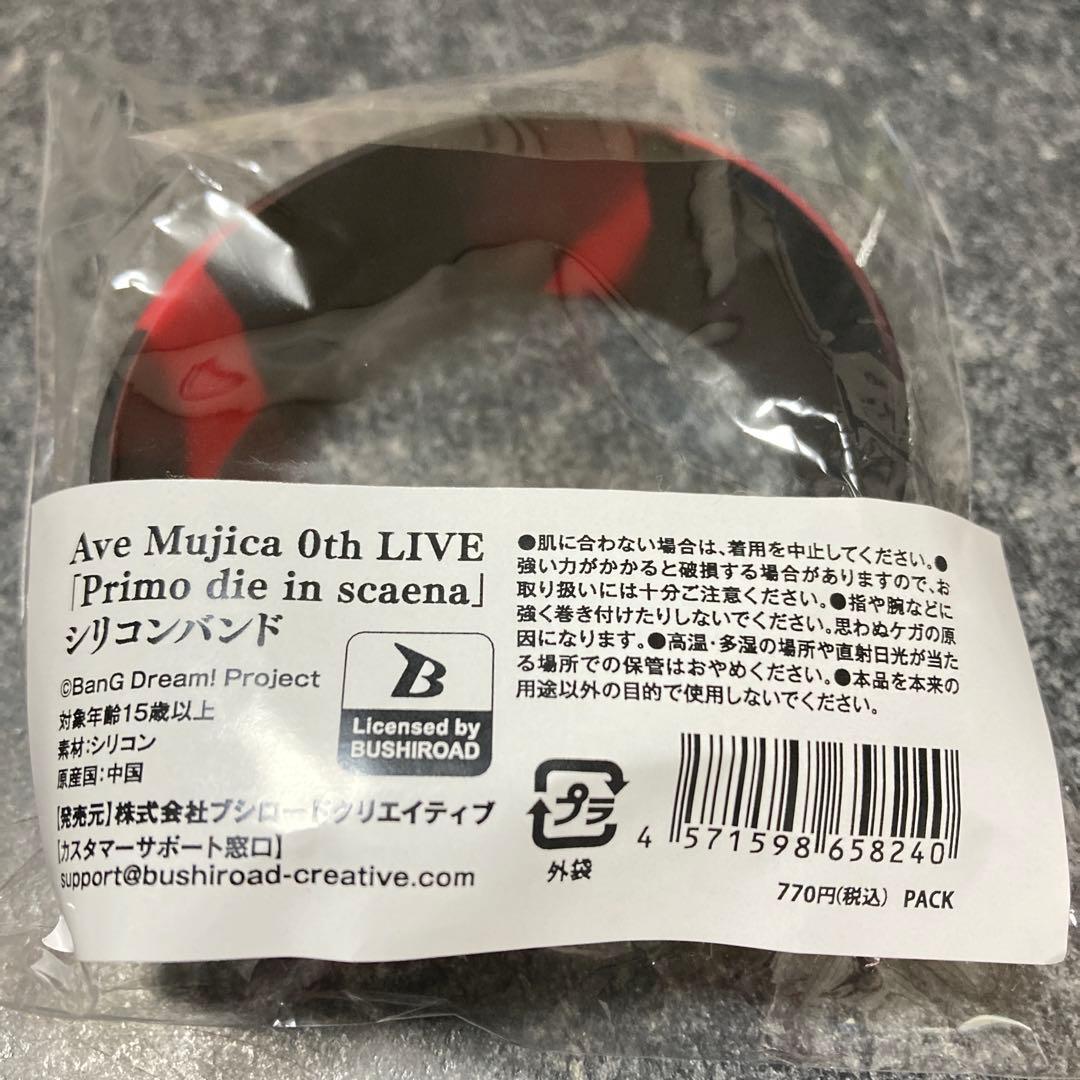 Ave Mujica 0th LIVE
「Primo die in scaena」
シリコンバンド
©BanG Dream! Project
対象年齢15歳以上
素材:シリコン
原産国:中国
B
Licensed by
BUSHIROAD
【発売元】株式会社ブシロードクリエイティブ
【カスタマーサポート窓口】
support@bushiroad-creative.com
●肌に合わない場合は、着用を中止してください。●
強い力がかかると破損する場合がありますので、お
取り扱いには十分ご注意ください。●指や腕などに
強く巻き付けたりしないでください。思わぬケガの原
因になります。●高温・多湿の場所や直射日光が当た
る場所での保管はおやめください。●本品を本来の
用途以外の目的で使用しないでください。
プラ
外袋
4 571598 658240
770円(税込) PACK